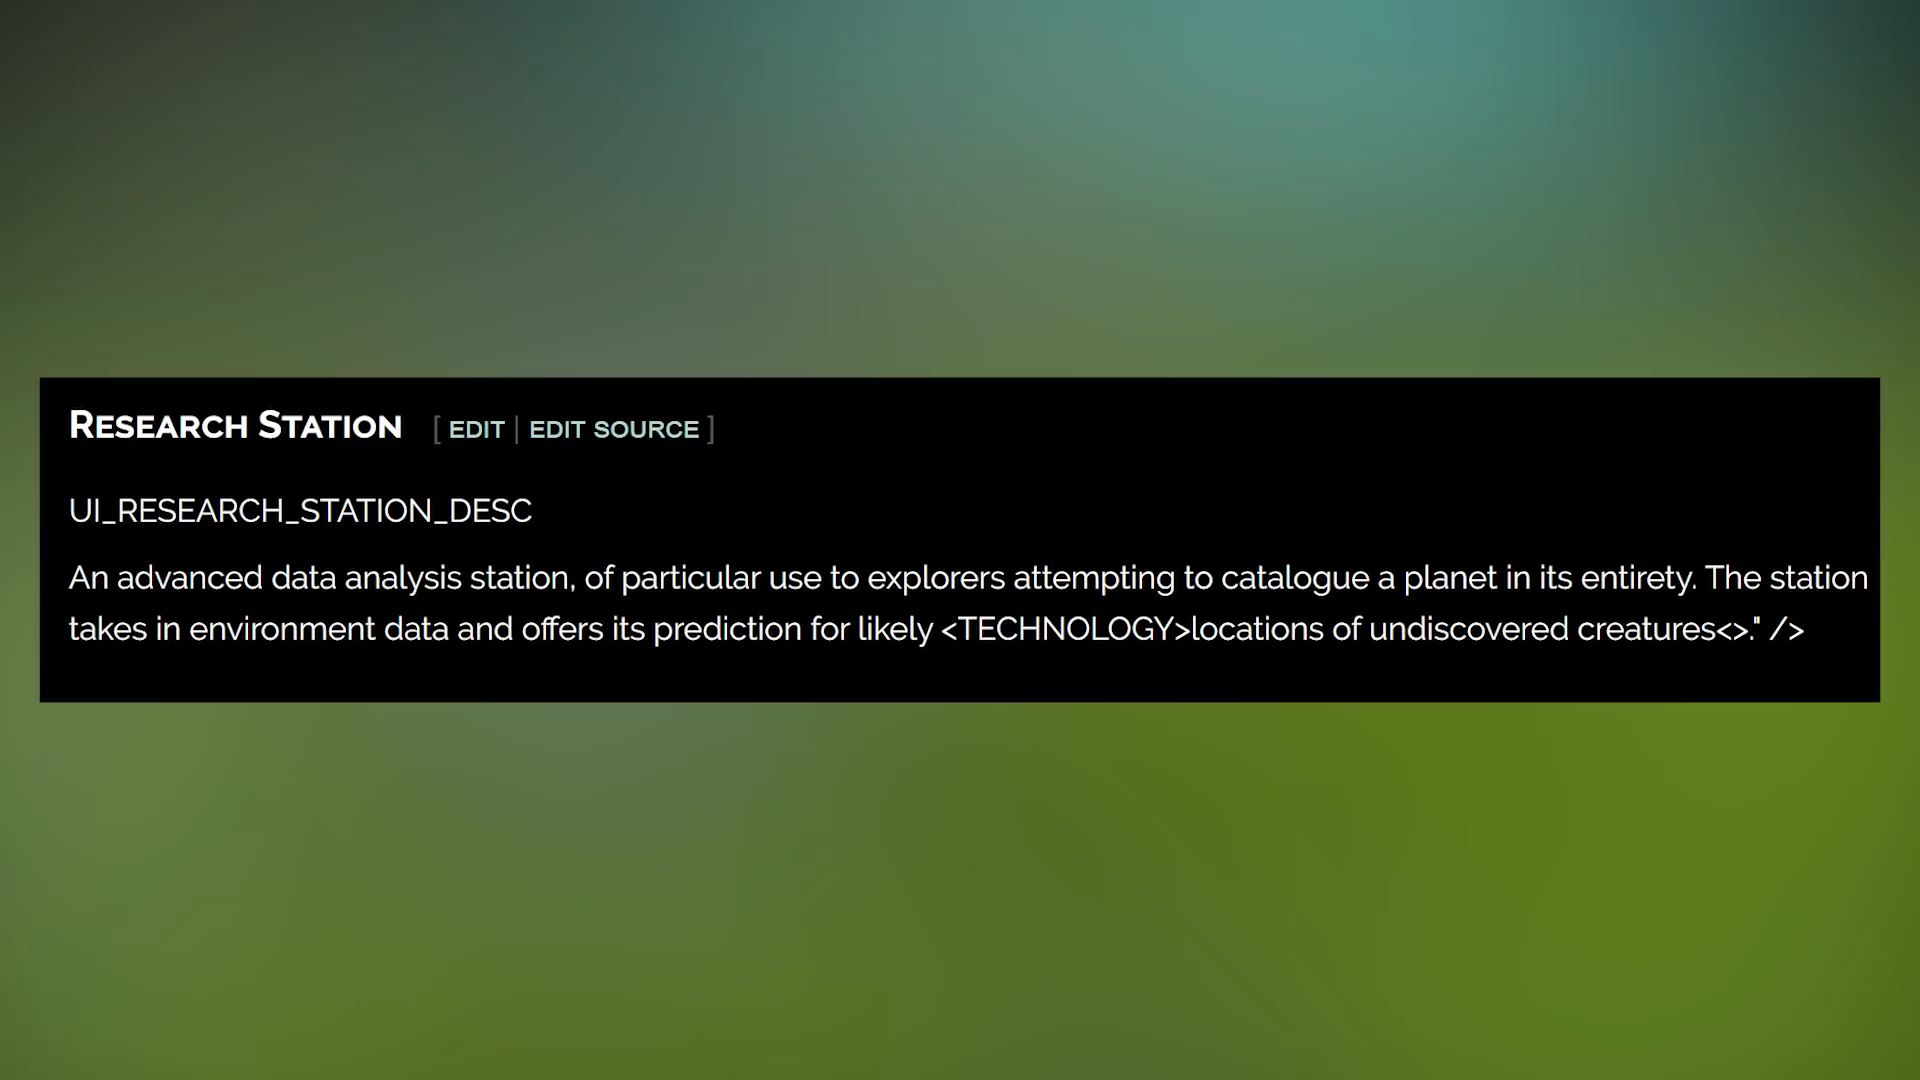 RESEARCH STATION [ EDIT | EDIT SOURCE ]
UI_RESEARCH_STATION_DESC
An advanced data analysis station, of particular use to explorers attempting to catalogue a planet in its entirety. The station
takes in environment data and offers its prediction for likely <TECHNOLOGY>locations of undiscovered creatures<>." />